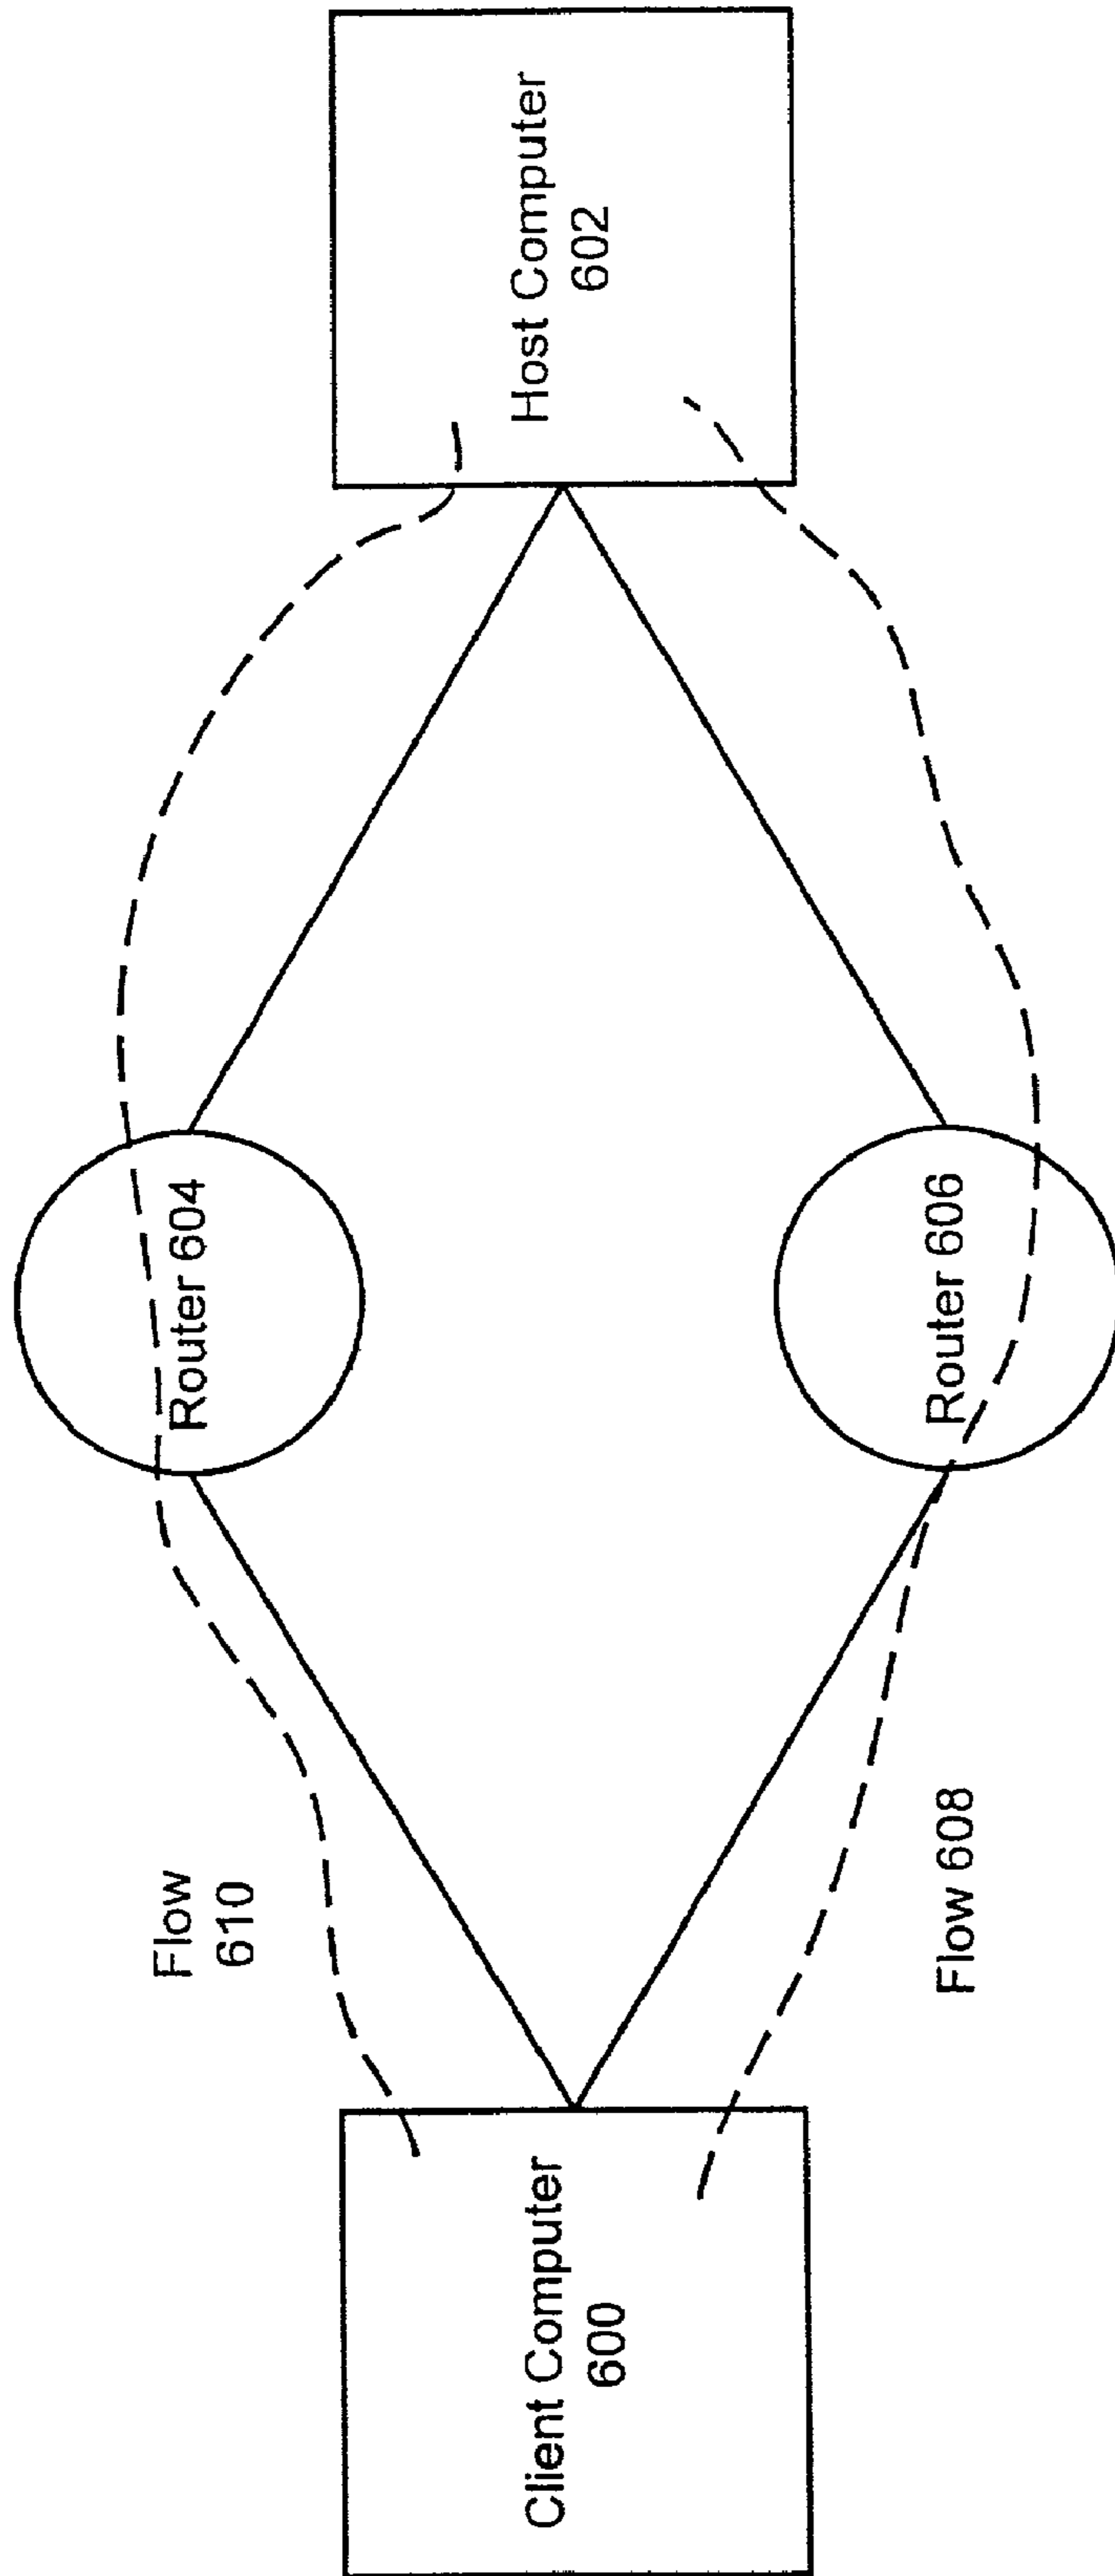 Flow
610
Router 604
Client Computer
600
Host Computer
602
Flow 608
Router 606